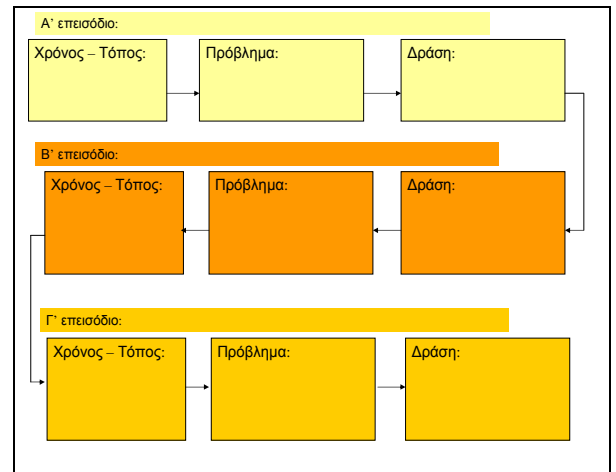 Α’ επεισόδιο:
Χρόνος – Τόπος:
Πρόβλημα:
Δράση:
Β’ επεισόδιο:
Χρόνος – Τόπος:
Πρόβλημα:
Δράση:
Γ’ επεισόδιο:
Χρόνος – Τόπος:
Πρόβλημα:
Δράση: